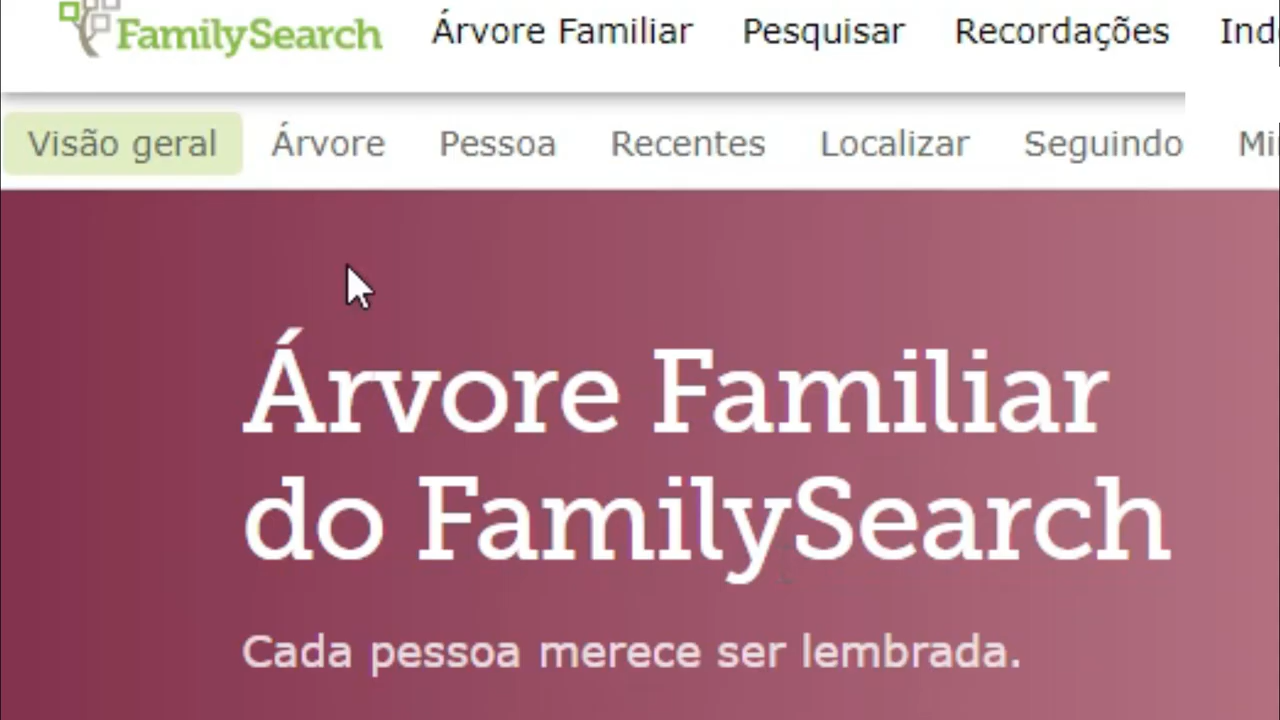 FamilySearch Árvore Familiar Pesquisar Recordações
Visão geral Árvore Pessoa Recentes Localizar Seguindo
Árvore Familiar
do FamilySearch
Cada pessoa merece ser lembrada.